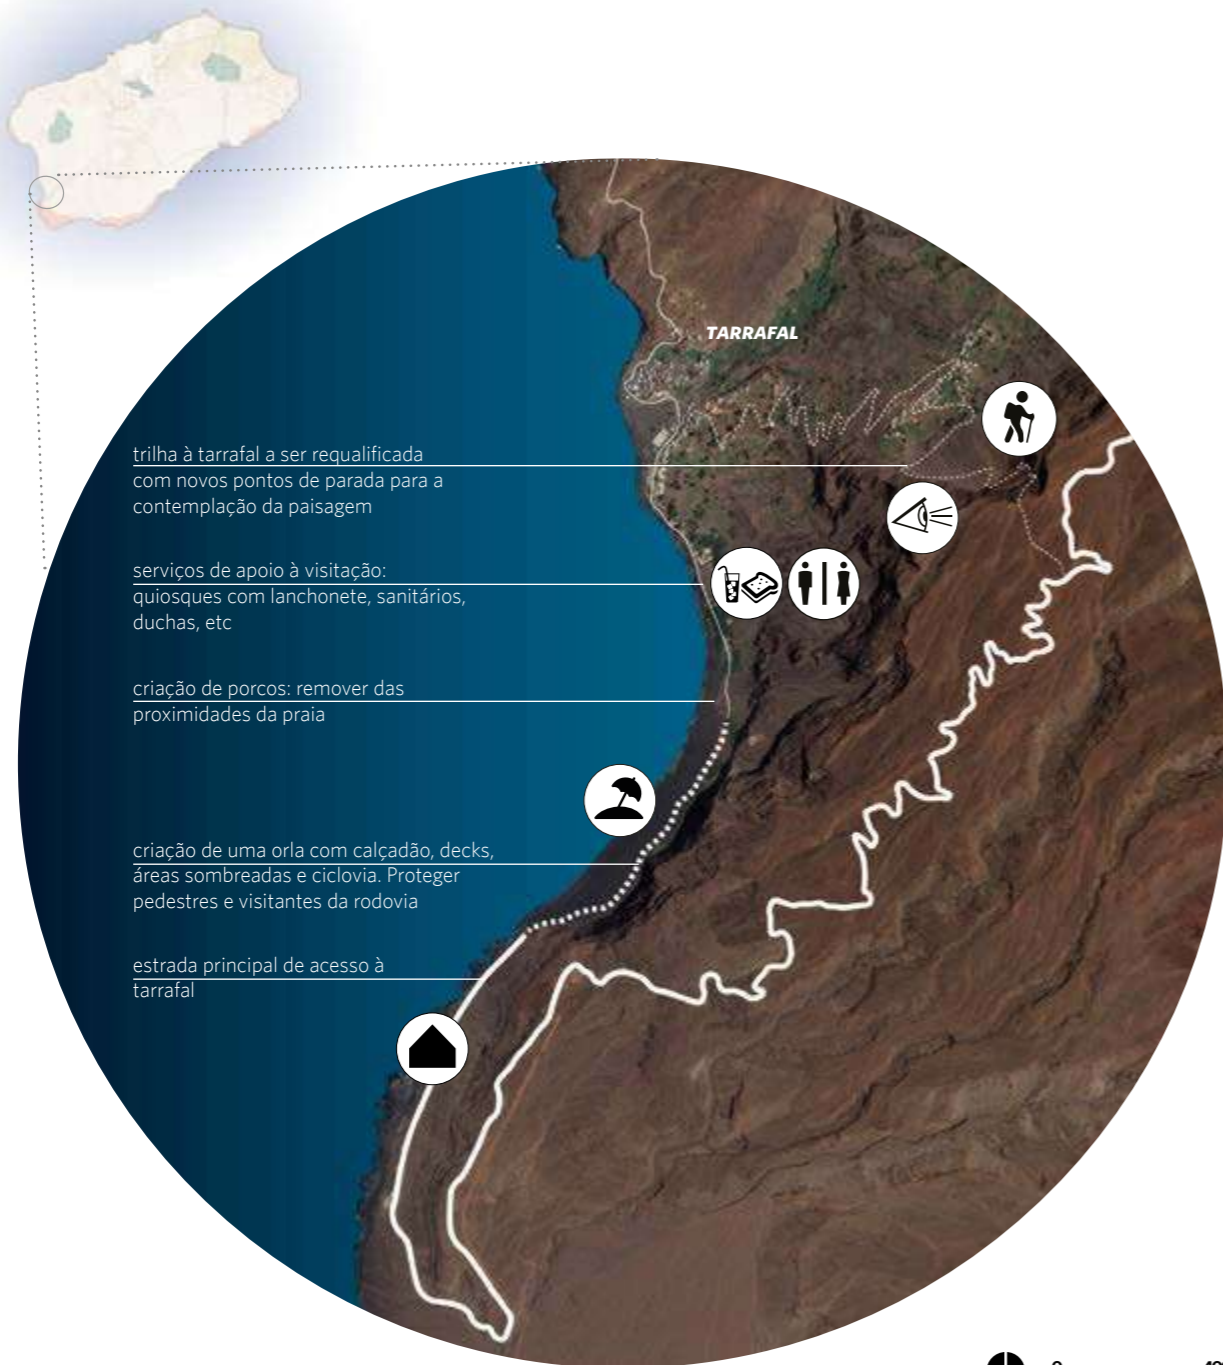 TARRAFAL
trilha à tarrafal a ser requalificada
com novos pontos de parada para a
contemplação da paisagem
serviços de apoio à visitação:
quiosques com lanchonete, sanitários,
duchas, etc
criação de porcos: remover das
proximidades da praia
criação de uma orla com calçadão, decks,
áreas sombreadas e ciclovia. Proteger
pedestres e visitantes da rodovia
estrada principal de acesso à
tarrafal